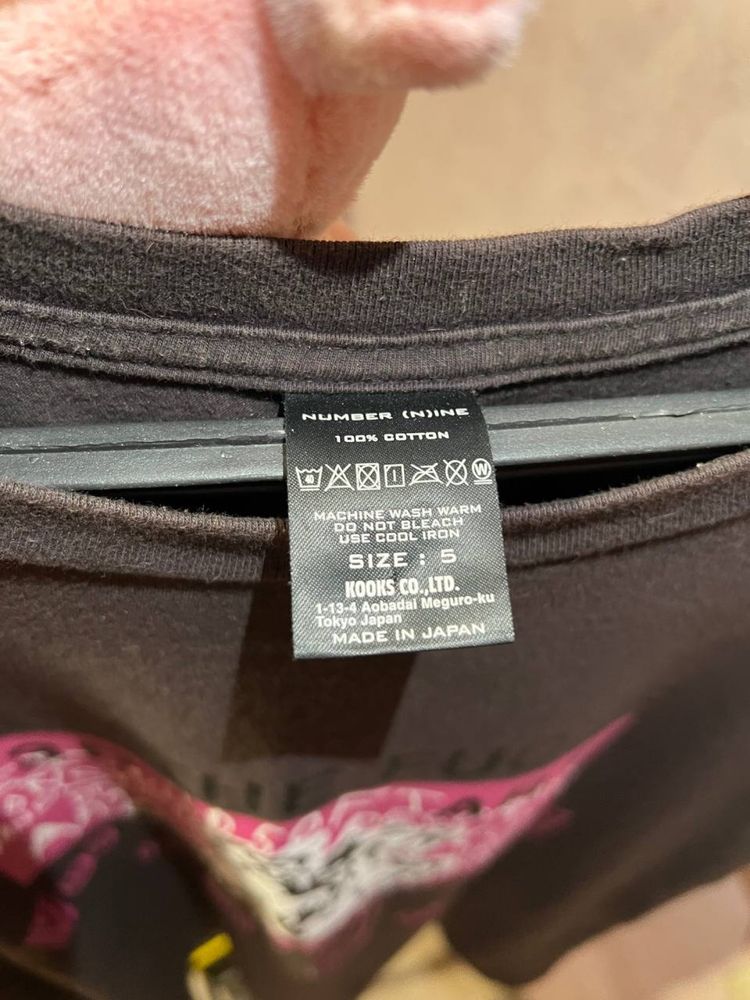 NUMBER (N)INE
100% COTTON
40
W
MACHINE WASH WARM
DO NOT BLEACH
USE COOL IRON
SIZE : 5
KOOKS CO.,LTD.
1-13-4 Aobadai Meguro-ku
Tokyo Japan
MADE IN JAPAN